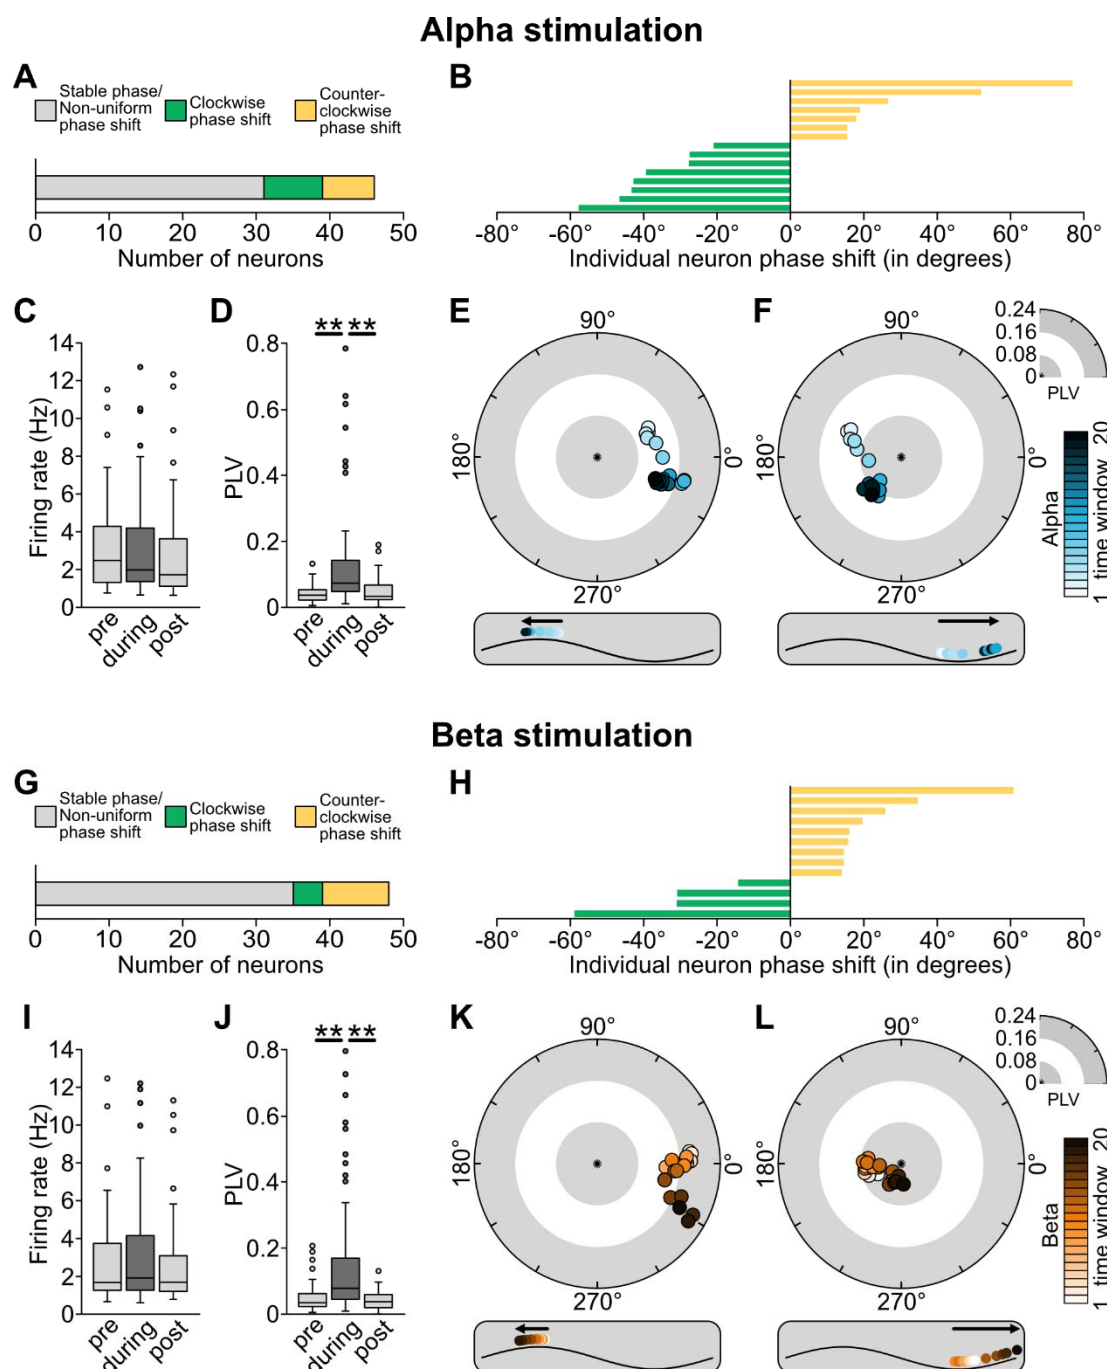 Alpha stimulation
A
Stable phase/
Non-uniform
phase shift
Clockwise
phase shift
Counter-
clockwise
phase shift
0 10 20 30 40 50
Number of neurons
B
-80° -60° -40° -20° 0 20° 40° 60° 80°
Individual neuron phase shift (in degrees)
C
Firing rate (Hz)
14
12
10
8
6
4
2
0
pre
during
post
D
** **
PLV
0.8
0.6
0.4
0.2
0
pre
during
post
E
90°
180°
0°
270°
F
90°
180°
0°
270°
0.24
0.16
0.08
0
PLV
Alpha
1 time window 20
Beta stimulation
G
Stable phase/
Non-uniform
phase shift
Clockwise
phase shift
Counter-
clockwise
phase shift
0 10 20 30 40 50
Number of neurons
H
-80° -60° -40° -20° 0 20° 40° 60° 80°
Individual neuron phase shift (in degrees)
I
Firing rate (Hz)
14
12
10
8
6
4
2
0
pre
during
post
J
** **
PLV
0.8
0.6
0.4
0.2
0
pre
during
post
K
90°
180°
0°
270°
L
90°
180°
0°
270°
0.24
0.16
0.08
0
PLV
Beta
1 time window 20